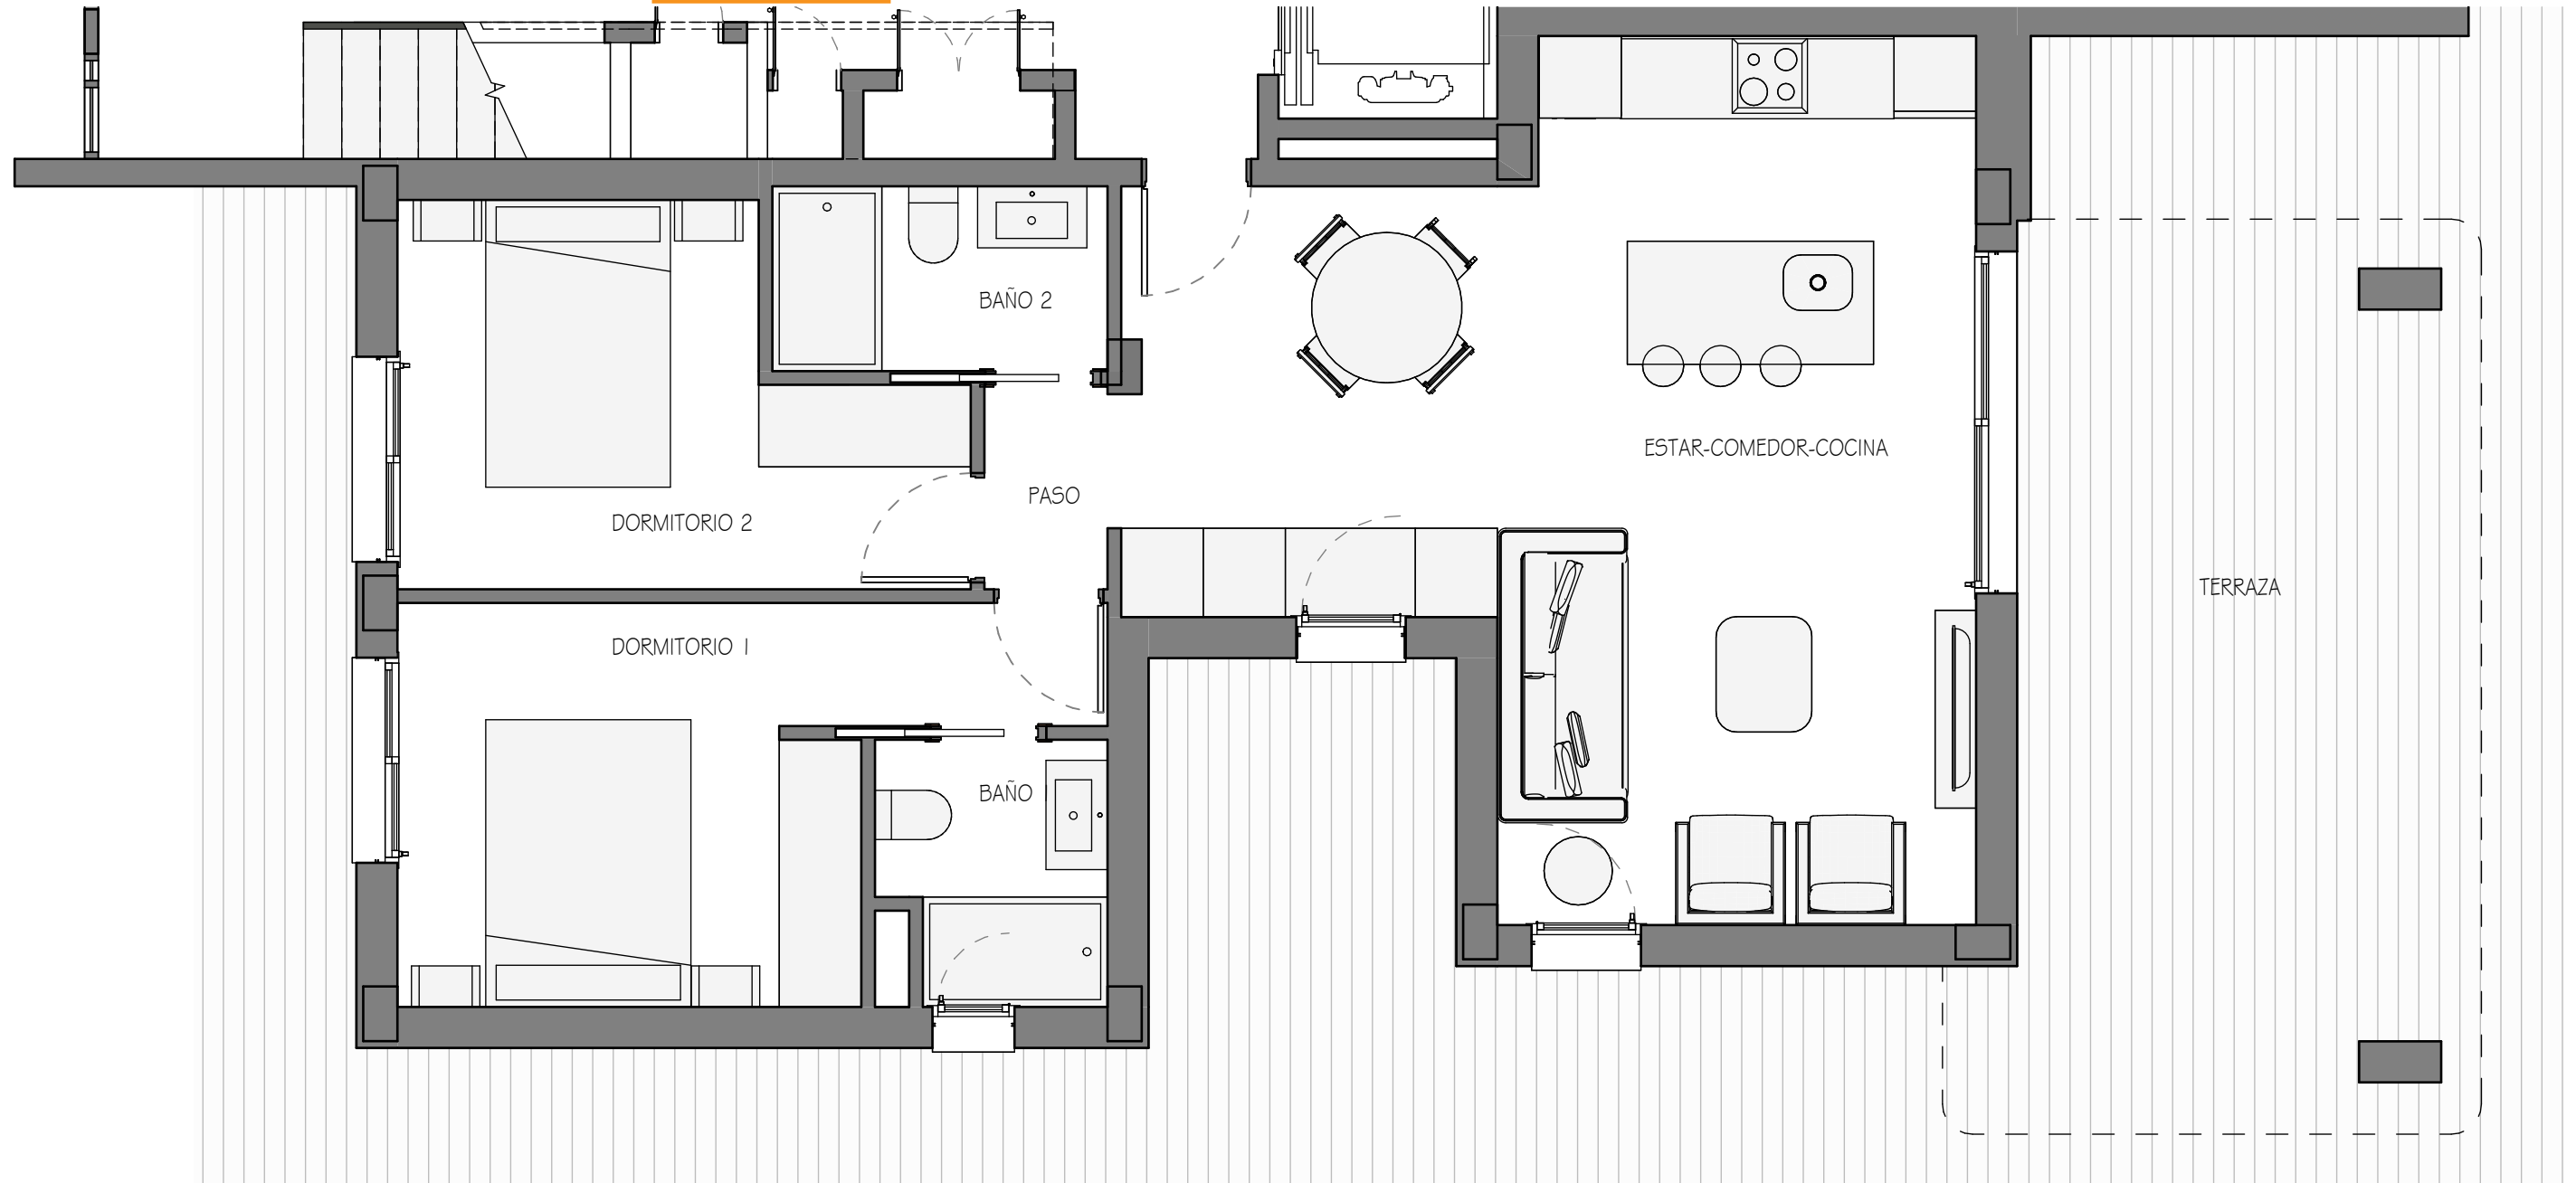 BAÑO 2
ESTAR-COMEDOR-COCINA
PASO
DORMITORIO 2
TERRAZA
DORMITORIO 1
BAÑO